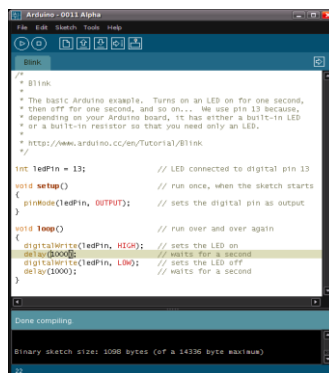 Arduino - 0011 Alpha
File Edit Sketch Tools Help
Blink
/*
 * Blink
 *
 * The basic Arduino example.  Turns on an LED on for one second,
 * then off for one second, and so on...  We use pin 13 because,
 * depending on your Arduino board, it has either a built-in LED
 * or a built-in resistor so that you need only an LED.
 *
 * http://www.arduino.cc/en/Tutorial/Blink
 */
int ledPin = 13;                // LED connected to digital pin 13
void setup()                    // run once, when the sketch starts
{
  pinMode(ledPin, OUTPUT);      // sets the digital pin as output
}
void loop()                     // run over and over again
{
  digitalWrite(ledPin, HIGH);   // sets the LED on
  delay(1000);                  // waits for a second
  digitalWrite(ledPin, LOW);    // sets the LED off
  delay(1000);                  // waits for a second
}
Done compiling.
Binary sketch size: 1098 bytes (of a 14336 byte maximum)
22